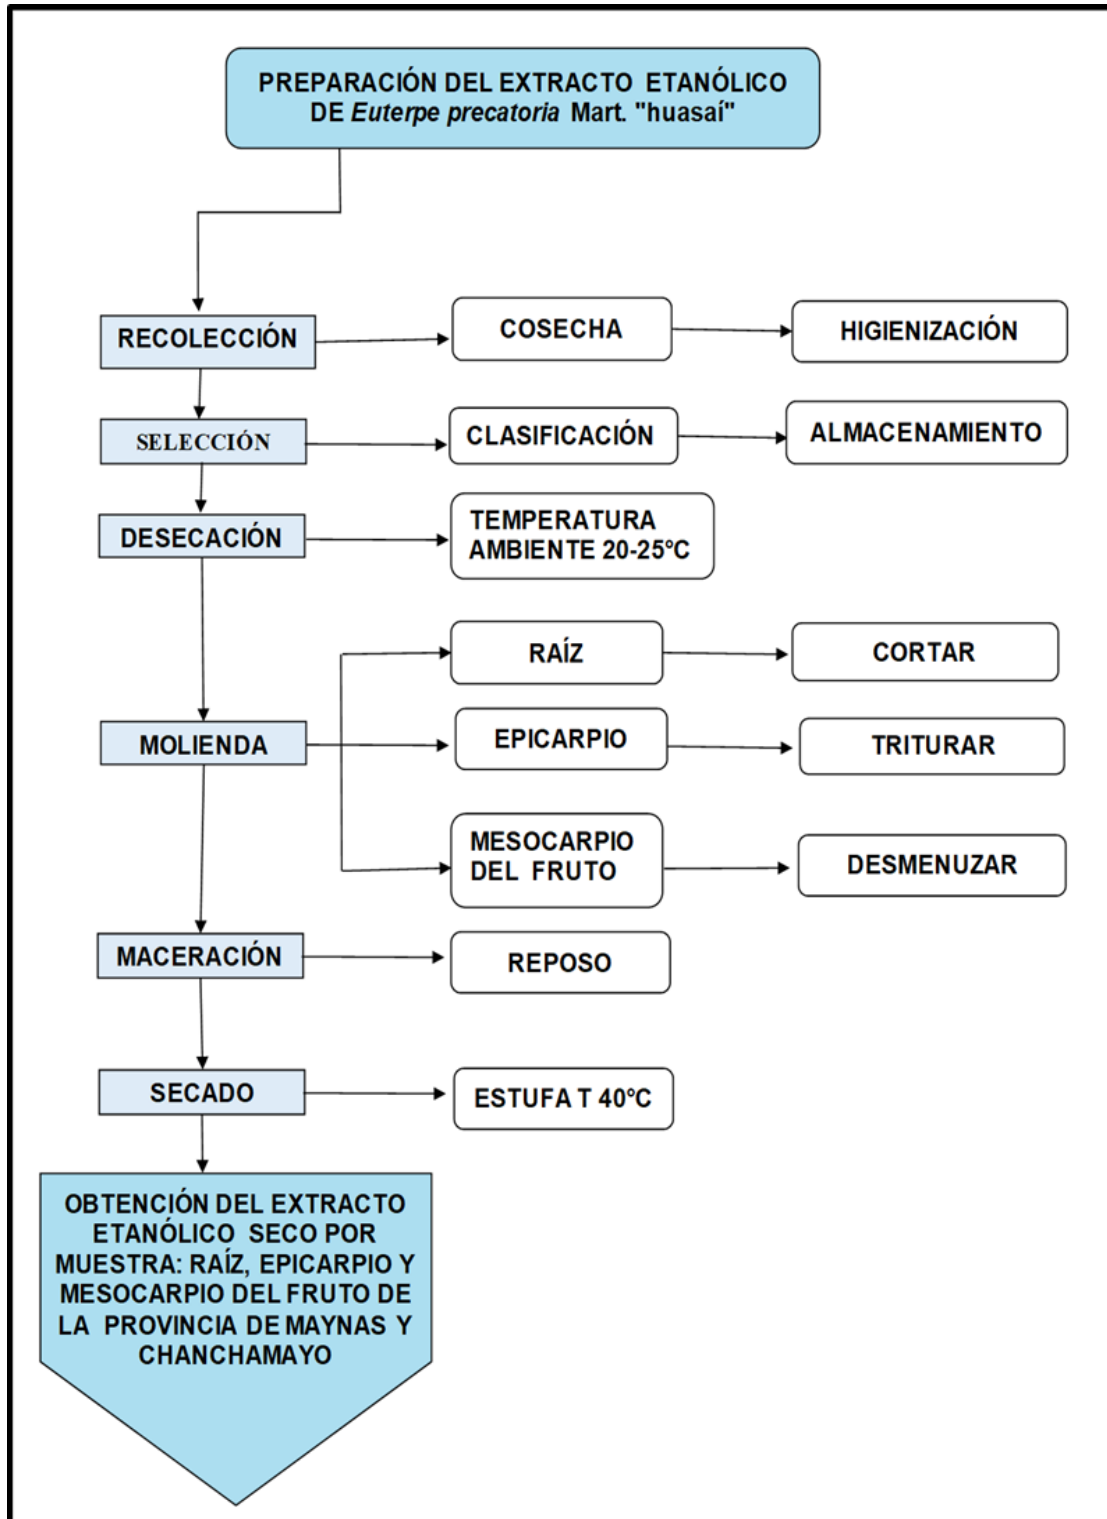 PREPARACIÓN DEL EXTRACTO ETANÓLICO
DE Euterpe precatoria Mart. "huasaí"
RECOLECCIÓN
COSECHA
HIGIENIZACIÓN
SELECCIÓN
CLASIFICACIÓN
ALMACENAMIENTO
DESECACIÓN
TEMPERATURA
AMBIENTE 20-25°C
RAÍZ
CORTAR
MOLIENDA
EPICARPIO
TRITURAR
MESOCARPIO
DEL FRUTO
DESMENUZAR
MACERACIÓN
REPOSO
SECADO
ESTUFA T 40°C
OBTENCIÓN DEL EXTRACTO
ETANÓLICO SECO POR
MUESTRA: RAÍZ, EPICARPIO Y
MESOCARPIO DEL FRUTO DE
LA PROVINCIA DE MAYNAS Y
CHANCHAMAYO